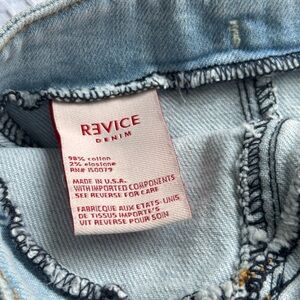 REVICE
DENIM
98% cotton
2% elastane
RN# 150079
MADE IN U.S.A.
WITH IMPORTED COMPONENTS
SEE REVERSE FOR CARE
FABRIQUE AUX ETATS-UNIS
DE TISSUS IMPORTE'S
VIT REVERSE POUR SOIN